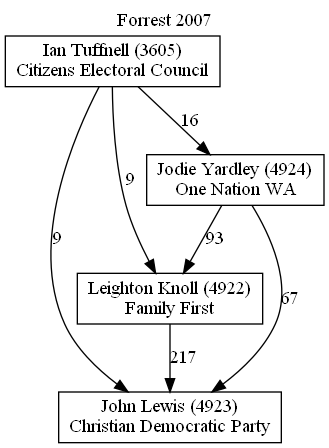 Forrest 2007
Ian Tuffnell (3605)
Citizens Electoral Council
16
Jodie Yardley (4924)
One Nation WA
9
9
93
67
Leighton Knoll (4922)
Family First
217
John Lewis (4923)
Christian Democratic Party